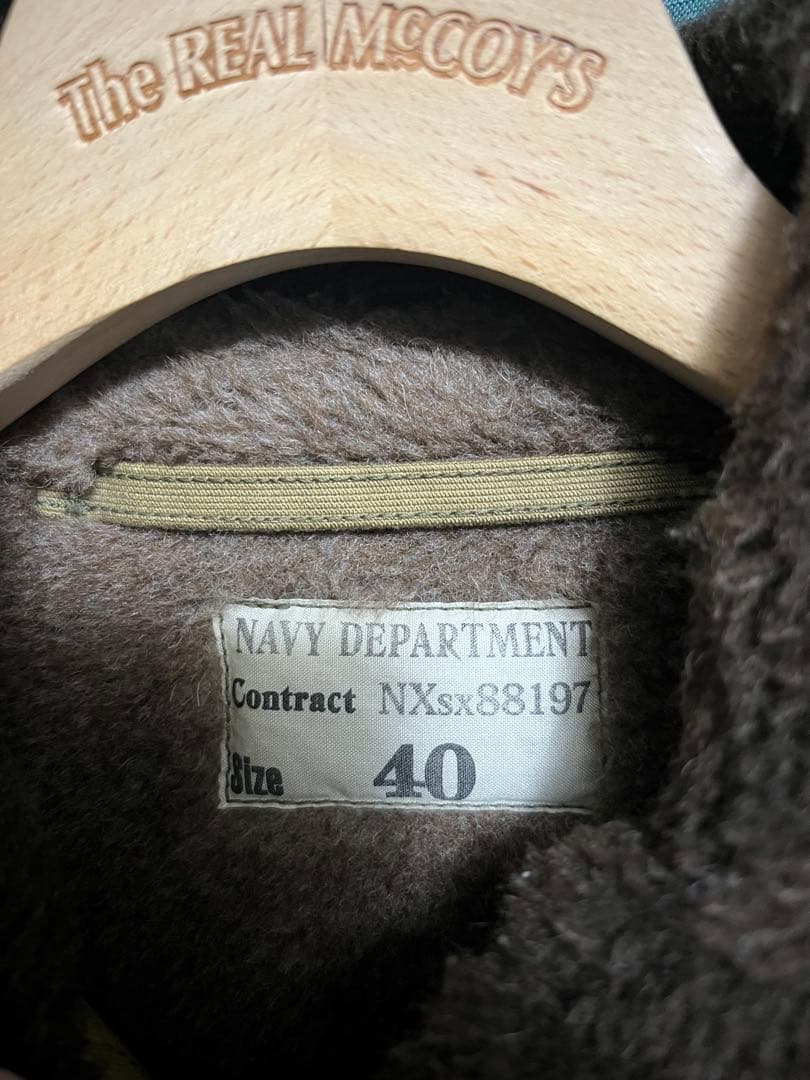 The REAL McCOY'S
NAVY DEPARTMENT
Contract NXsx88197
Size 40